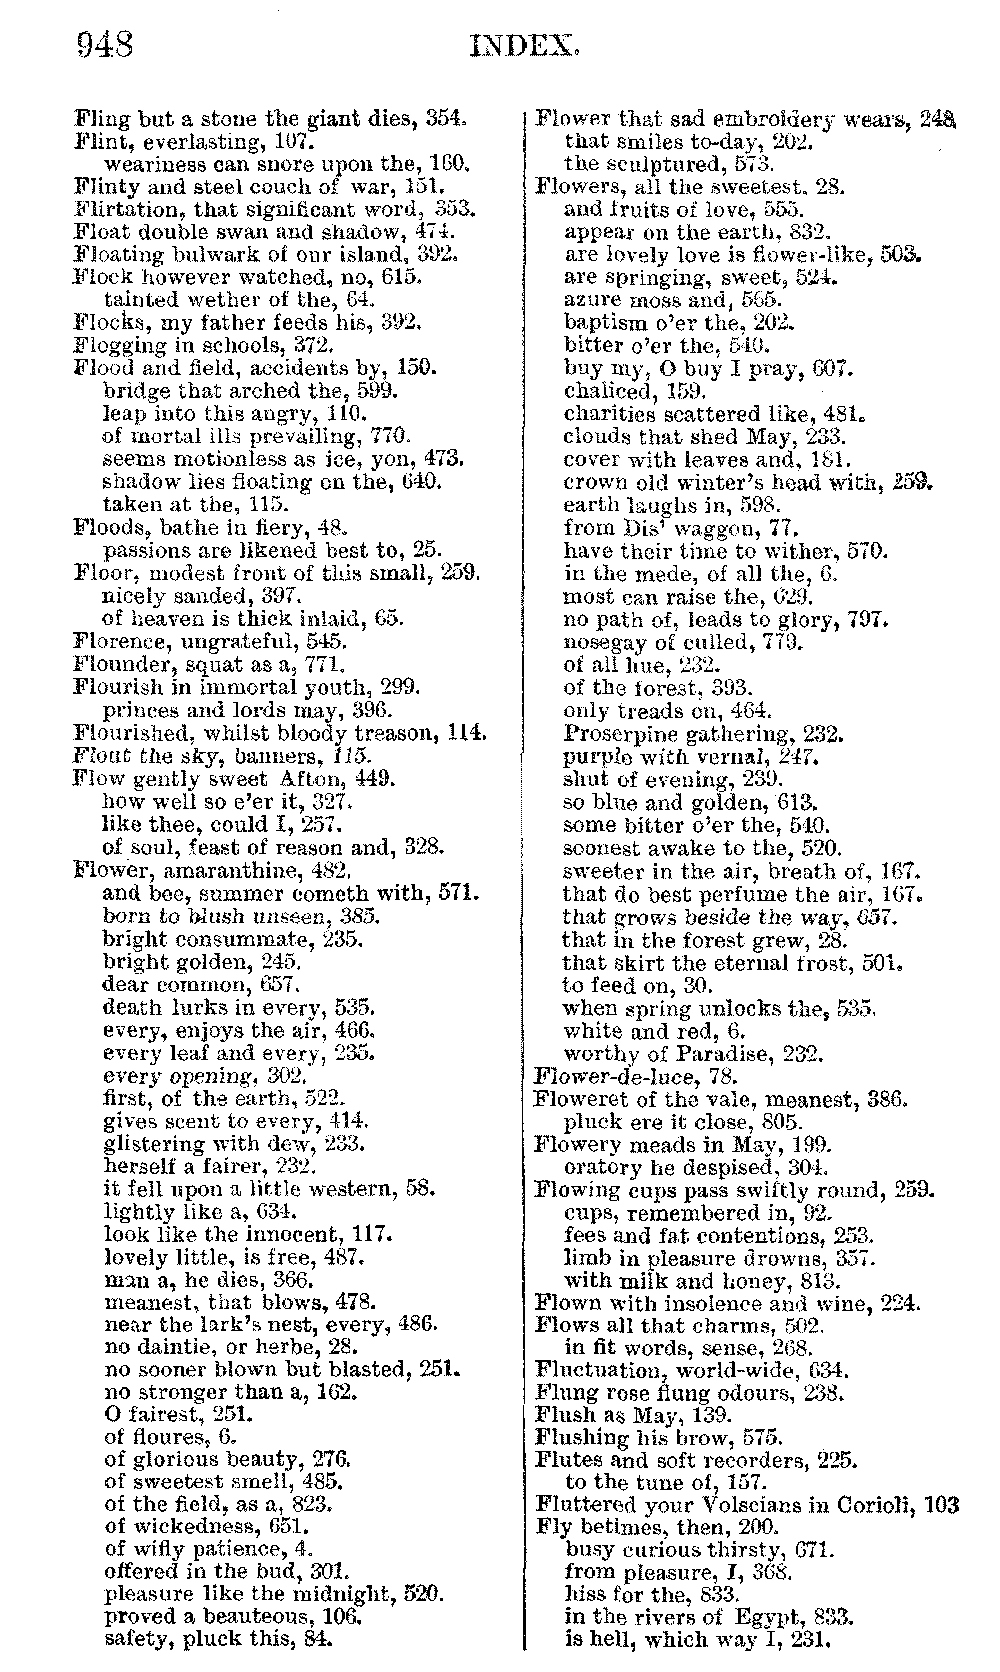 948
INDEX.
Fling but a stone the giant dies, 354.
Flint, everlasting, 107.
weariness can snore upon the, 160.
Flinty and steel couch of war, 151.
Flirtation, that significant word, 353.
Float double swan and shadow, 474.
Floating bulwark of our island, 392.
Flock however watched, no, 615.
tainted wether of the, 64.
Flocks, my father feeds his, 392.
Flogging in schools, 372.
Flood and field, accidents by, 150.
bridge that arched the, 599.
leap into this angry, 110.
of mortal ills prevailing, 770.
seems motionless as ice, yon, 473.
shadow lies floating on the, 640.
taken at the, 115.
Floods, bathe in fiery, 48.
passions are likened best to, 25.
Floor, modest front of this small, 259.
nicely sanded, 397.
of heaven is thick inlaid, 65.
Florence, ungrateful, 545.
Flounder, squat as a, 771.
Flourish in immortal youth, 299.
princes and lords may, 396.
Flourished, whilst bloody treason, 114.
Flout the sky, banners, 115.
Flow gently sweet Afton, 449.
how well so e'er it, 327.
like thee, could I, 257.
of soul, feast of reason and, 328.
Flower, amaranthine, 482.
and bee, summer cometh with, 571.
born to blush unseen, 385.
bright consummate, 235.
bright golden, 245.
dear common, 657.
death lurks in every, 535.
every, enjoys the air, 466.
every leaf and every, 235.
every opening, 302.
first, of the earth, 522.
gives scent to every, 414.
glistering with dew, 233.
herself a fairer, 232.
it fell upon a little western, 58.
lightly like a, 634.
look like the innocent, 117.
lovely little, is free, 487.
man a, he dies, 366.
meanest, that blows, 478.
near the lark's nest, every, 486.
no daintie, or herbe, 28.
no sooner blown but blasted, 251.
no stronger than a, 162.
O fairest, 251.
of floures, 6.
of glorious beauty, 276.
of sweetest smell, 485.
of the field, as a, 823.
of wickedness, 651.
of wifly patience, 4.
offered in the bud, 301.
pleasure like the midnight, 520.
proved a beauteous, 106.
safety, pluck this, 84.
Flower that sad embroidery wears, 248
that smiles to-day, 202.
the sculptured, 573.
Flowers, all the sweetest, 28.
and fruits of love, 555.
appear on the earth, 832.
are lovely love is flower-like, 503.
are springing, sweet, 524.
azure moss and, 565.
baptism o'er the, 202.
bitter o'er the, 540.
buy my, O buy I pray, 607.
chaliced, 159.
charities scattered like, 481.
clouds that shed May, 233.
cover with leaves and, 181.
crown old winter's head with, 259.
earth laughs in, 598.
from Dis' waggon, 77.
have their time to wither, 570.
in the mede, of all the, 6.
most can raise the, 629.
no path of, leads to glory, 797.
nosegay of culled, 779.
of all hue, 232.
of the forest, 393.
only treads on, 464.
Proserpine gathering, 232.
purple with vernal, 247.
shut of evening, 239.
so blue and golden, 613.
some bitter o'er the, 540.
soonest awake to the, 520.
sweeter in the air, breath of, 167.
that do best perfume the air, 167.
that grows beside the way, 657.
that in the forest grew, 28.
that skirt the eternal frost, 501.
to feed on, 30.
when spring unlocks the, 535.
white and red, 6.
worthy of Paradise, 232.
Flower-de-luce, 78.
Floweret of the vale, meanest, 386.
pluck ere it close, 805.
Flowery meads in May, 199.
oratory he despised, 304.
Flowing cups pass swiftly round, 259.
cups, remembered in, 92.
fees and fat contentions, 253.
limb in pleasure drowns, 357.
with milk and honey, 813.
Flown with insolence and wine, 224.
Flows all that charms, 502.
in fit words, sense, 268.
Fluctuation, world-wide, 634.
Flung rose flung odours, 238.
Flush as May, 139.
Flushing his brow, 575.
Flutes and soft recorders, 225.
to the tune of, 157.
Fluttered your Volscians in Corioli, 103
Fly betimes, then, 200.
busy curious thirsty, 671.
from pleasure, I, 368.
hiss for the, 833.
in the rivers of Egypt, 833.
is hell, which way I, 231.